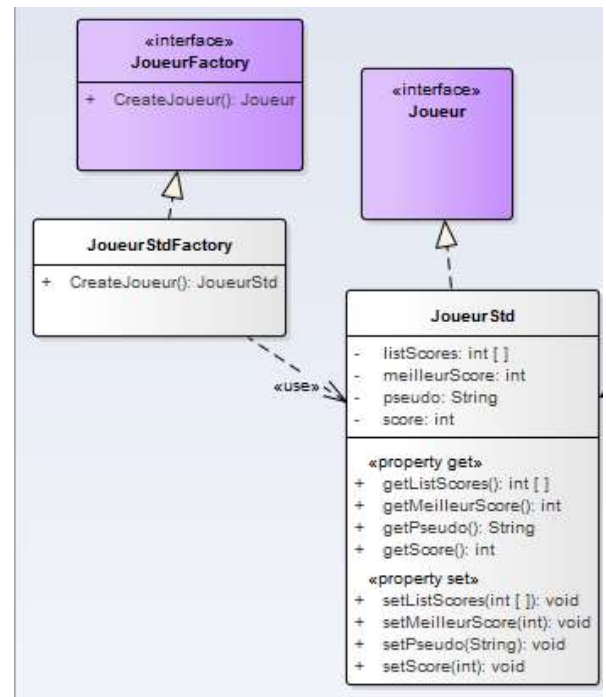 «interface»
JoueurFactory
+ CreateJoueur(): Joueur
«interface»
Joueur
JoueurStdFactory
+ CreateJoueur(): JoueurStd
«use»
JoueurStd
- listScores: int [ ]
- meilleurScore: int
- pseudo: String
- score: int
«property get»
+ getListScores(): int [ ]
+ getMeilleurScore(): int
+ getPseudo(): String
+ getScore(): int
«property set»
+ setListScores(int [ ]): void
+ setMeilleurScore(int): void
+ setPseudo(String): void
+ setScore(int): void